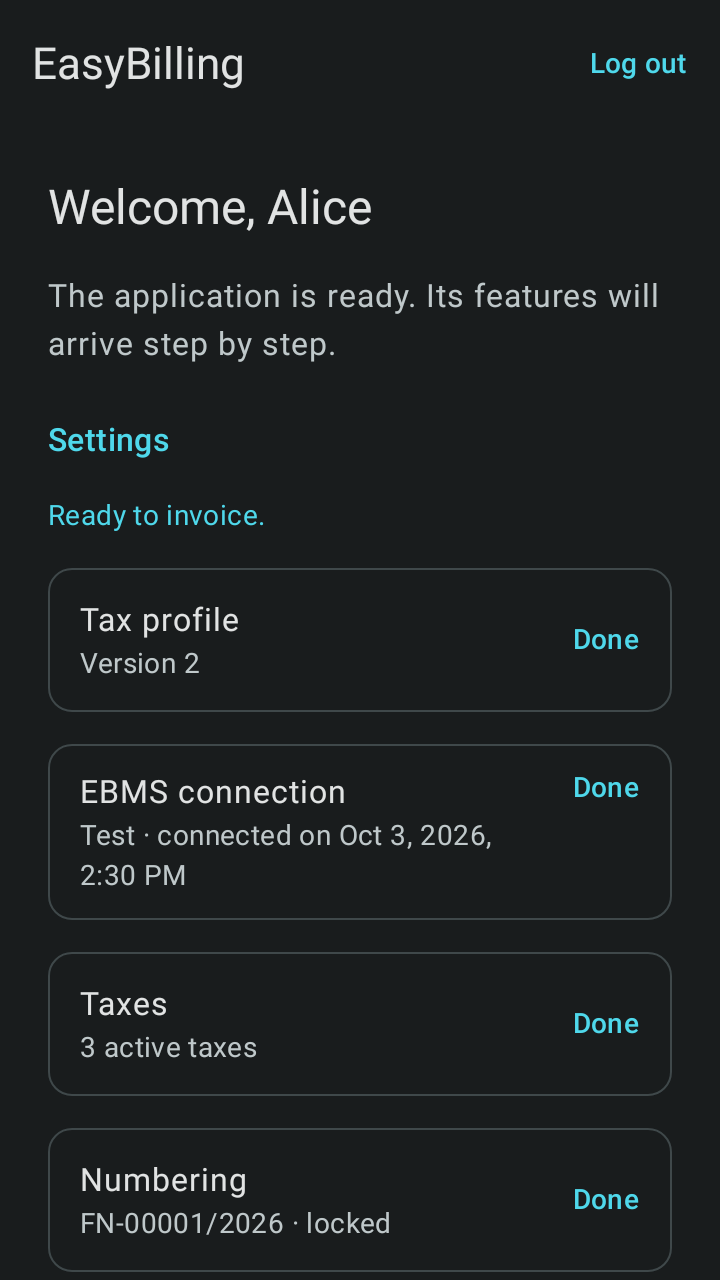 EasyBilling
Log out
Welcome, Alice
The application is ready. Its features will
arrive step by step.
Settings
Ready to invoice.
Tax profile
Version 2
Done
EBMS connection
Test · connected on Oct 3, 2026,
2:30 PM
Done
Taxes
3 active taxes
Done
Numbering
FN-00001/2026 · locked
Done